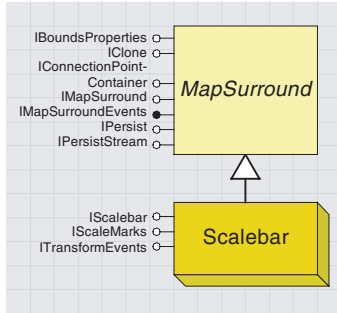 IBoundsProperties
IClone
IConnectionPoint-
Container
IMapSurround
IMapSurroundEvents
IPersist
IPersistStream
MapSurround
IScalebar
IScaleMarks
ITransformEvents
Scalebar